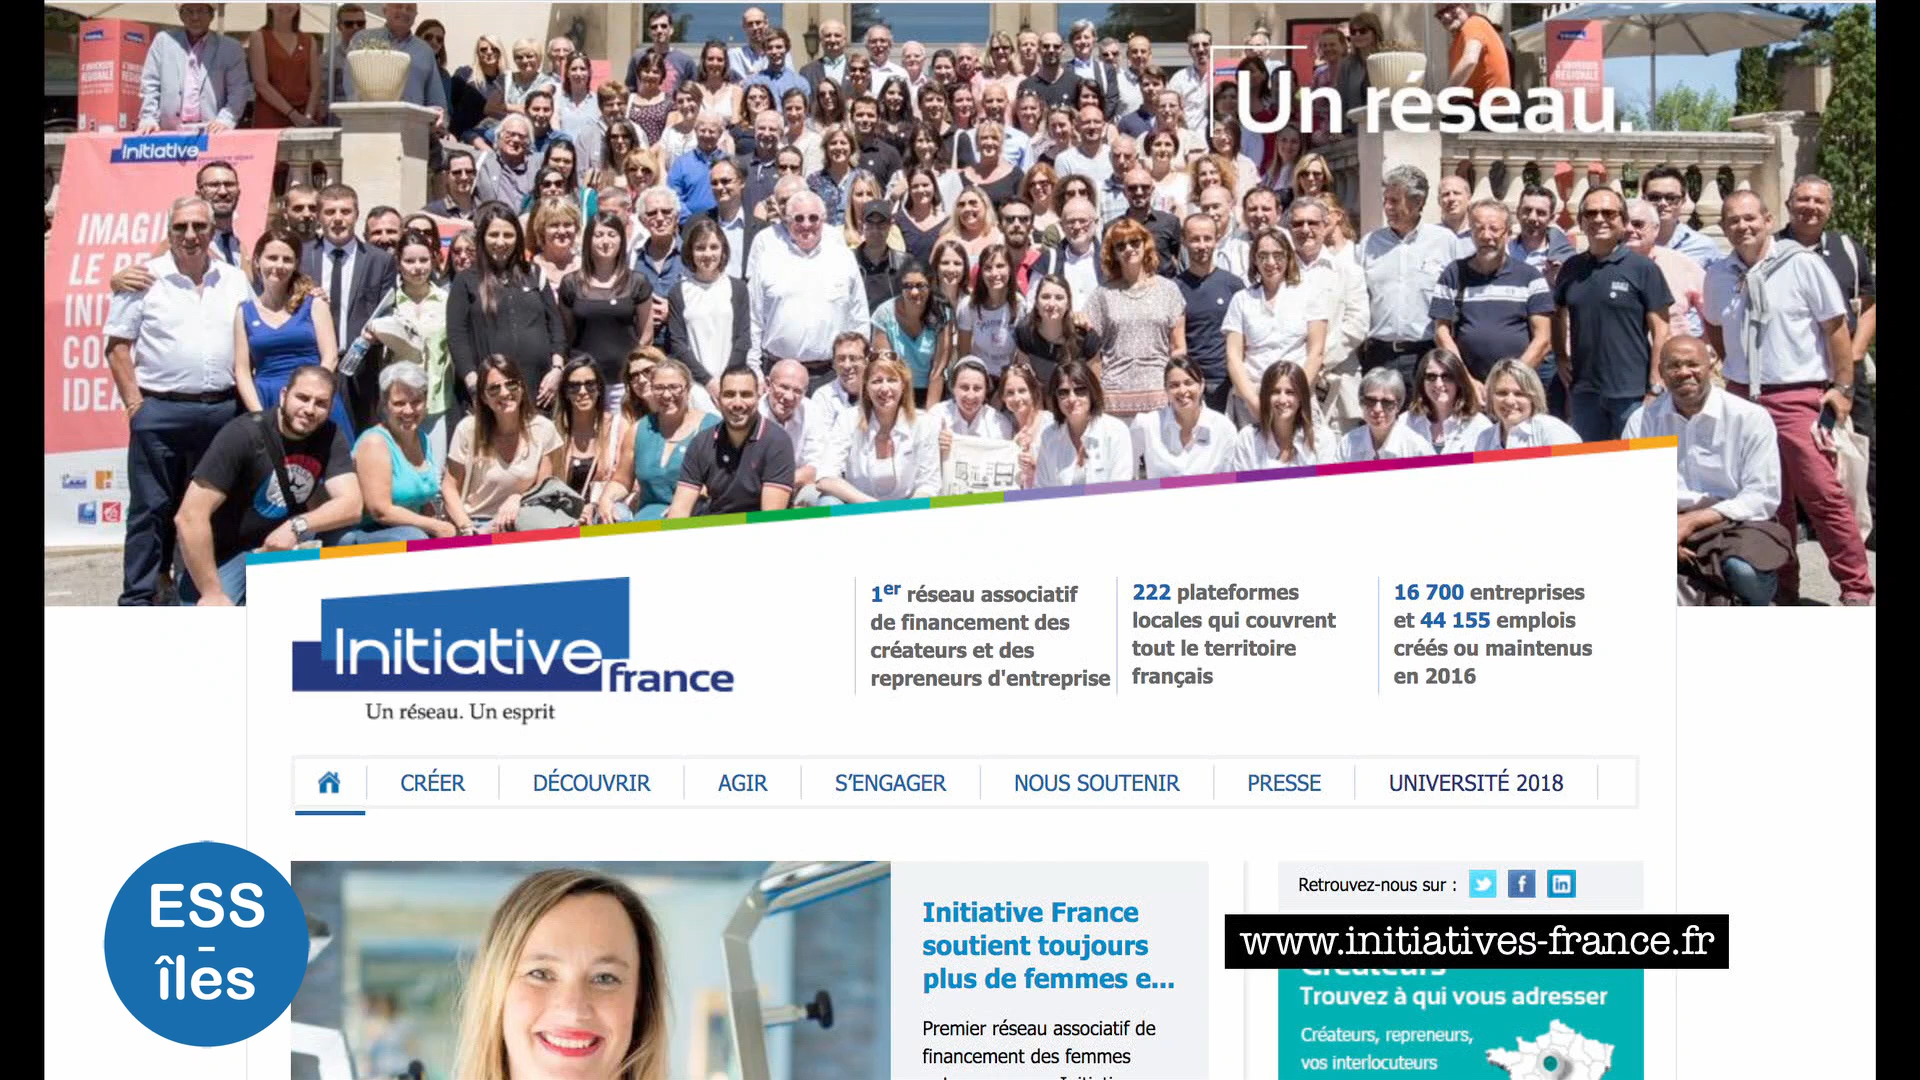 Un réseau.
Initiative
IMAGI
LE
INI
CO
IDEA
Initiative france
Un réseau. Un esprit
1er réseau associatif
de financement des
créateurs et des
repreneurs d'entreprise
222 plateformes
locales qui couvrent
tout le territoire
français
16 700 entreprises
et 44 155 emplois
créés ou maintenus
en 2016
CRÉER DÉCOUVRIR AGIR S'ENGAGER NOUS SOUTENIR PRESSE UNIVERSITÉ 2018
ESS
-
îles
Initiative France
soutient toujours
plus de femmes e...
Premier réseau associatif de
financement des femmes
Retrouvez-nous sur :
www.initiatives-france.fr
Créateurs
Trouvez à qui vous adresser
Créateurs, repreneurs,
vos interlocuteurs